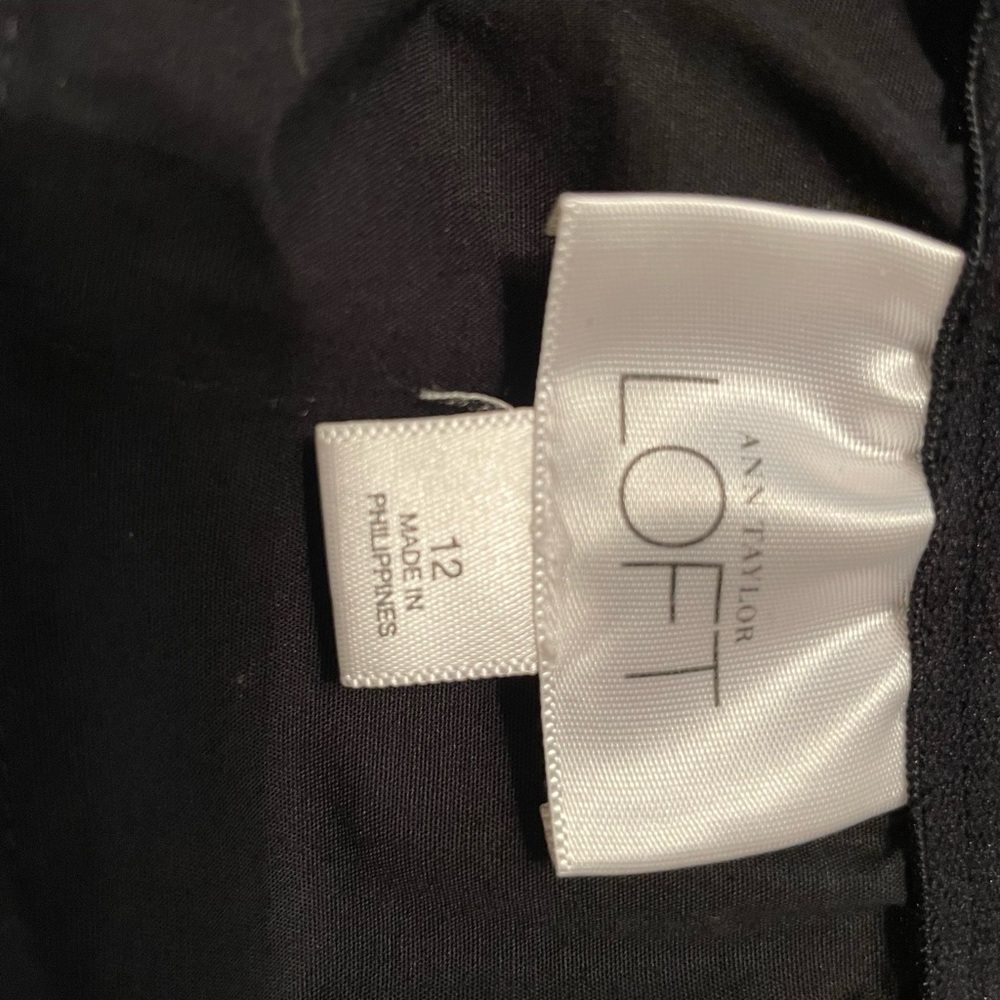 ANN TAYLOR
LOFT
12
MADE IN
PHILIPPINES